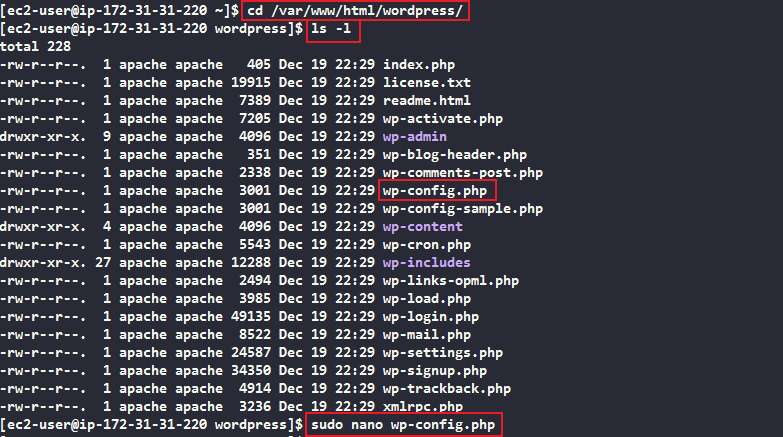 [ec2-user@ip-172-31-31-220 ~]$ cd /var/www/html/wordpress/
[ec2-user@ip-172-31-31-220 wordpress]$ ls -l
total 228
-rw-r--r--. 1 apache apache 405 Dec 19 22:29 index.php
-rw-r--r--. 1 apache apache 19915 Dec 19 22:29 license.txt
-rw-r--r--. 1 apache apache 7389 Dec 19 22:29 readme.html
-rw-r--r--. 1 apache apache 7205 Dec 19 22:29 wp-activate.php
drwxr-xr-x. 9 apache apache 4096 Dec 19 22:29 wp-admin
-rw-r--r--. 1 apache apache 351 Dec 19 22:29 wp-blog-header.php
-rw-r--r--. 1 apache apache 2338 Dec 19 22:29 wp-comments-post.php
-rw-r--r--. 1 apache apache 3001 Dec 19 22:29 wp-config.php
-rw-r--r--. 1 apache apache 3001 Dec 19 22:29 wp-config-sample.php
drwxr-xr-x. 4 apache apache 4096 Dec 19 22:29 wp-content
-rw-r--r--. 1 apache apache 5543 Dec 19 22:29 wp-cron.php
drwxr-xr-x. 27 apache apache 12288 Dec 19 22:29 wp-includes
-rw-r--r--. 1 apache apache 2494 Dec 19 22:29 wp-links-opml.php
-rw-r--r--. 1 apache apache 3985 Dec 19 22:29 wp-load.php
-rw-r--r--. 1 apache apache 49135 Dec 19 22:29 wp-login.php
-rw-r--r--. 1 apache apache 8522 Dec 19 22:29 wp-mail.php
-rw-r--r--. 1 apache apache 24587 Dec 19 22:29 wp-settings.php
-rw-r--r--. 1 apache apache 34350 Dec 19 22:29 wp-signup.php
-rw-r--r--. 1 apache apache 4914 Dec 19 22:29 wp-trackback.php
-rw-r--r--. 1 apache apache 3236 Dec 19 22:29 xmlrpc.php
[ec2-user@ip-172-31-31-220 wordpress]$ sudo nano wp-config.php